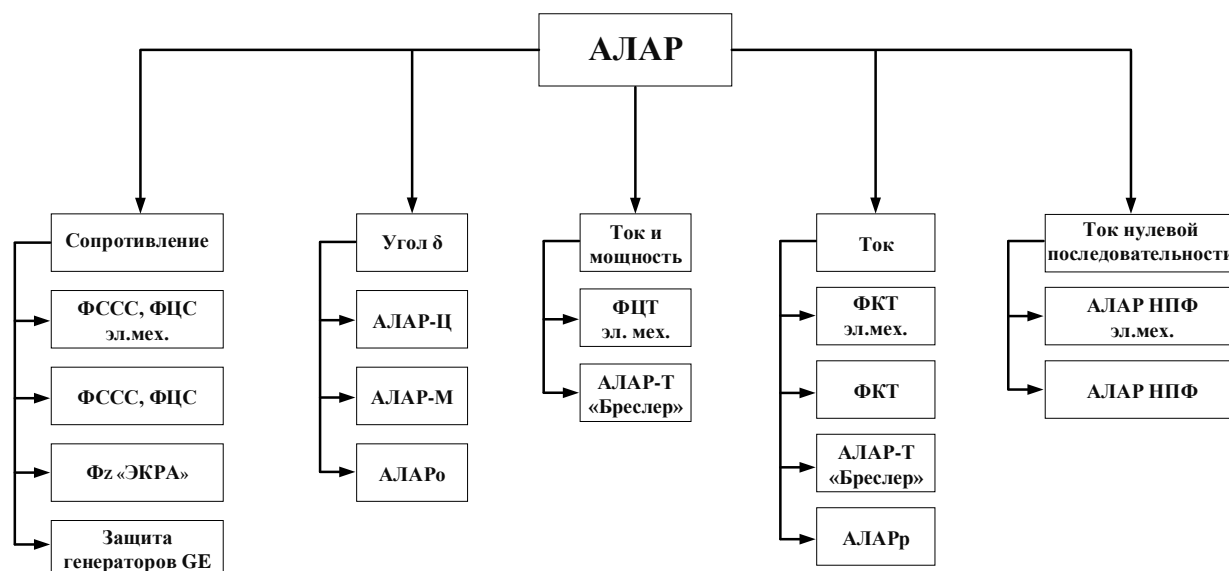 АЛАР
Сопротивление
ФССС, ФЦС
эл.мех.
ФССС, ФЦС
Фz «ЭКРА»
Защита
генераторов GE
Угол δ
АЛАР-Ц
АЛАР-М
АЛАРо
Ток и
мощность
ФЦТ
эл. мех.
АЛАР-Т
«Бреслер»
Ток
ФКТ
эл.мех.
ФКТ
АЛАР-Т
«Бреслер»
АЛАРр
Ток нулевой
последовательности
АЛАР НПФ
эл.мех.
АЛАР НПФ